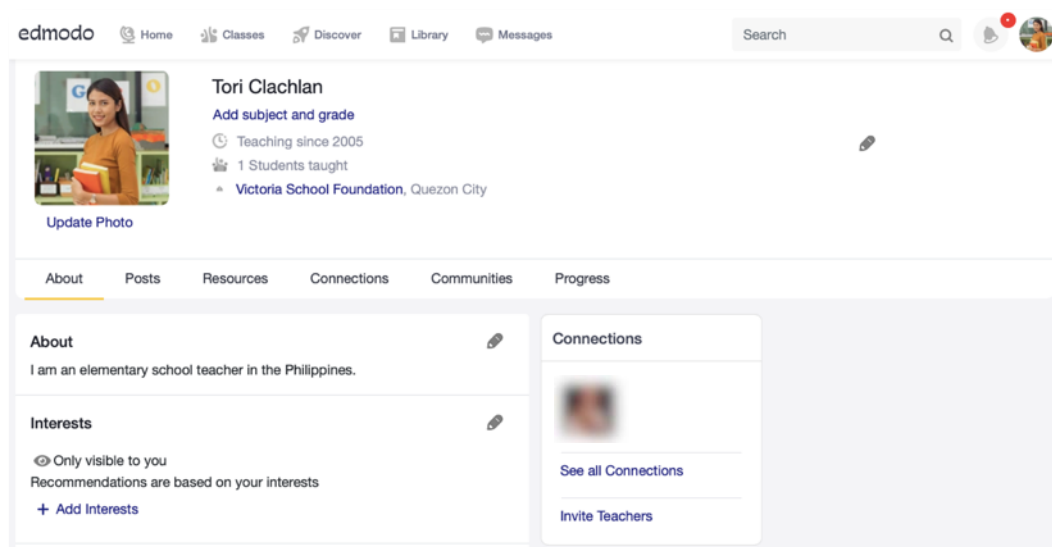 edmodo Home Classes Discover Library Messages Search
G O
Tori Clachlan
Add subject and grade
Teaching since 2005
1 Students taught
Victoria School Foundation, Quezon City
Update Photo
About Posts Resources Connections Communities Progress
About
I am an elementary school teacher in the Philippines.
Interests
Only visible to you
Recommendations are based on your interests
+ Add Interests
Connections
See all Connections
Invite Teachers